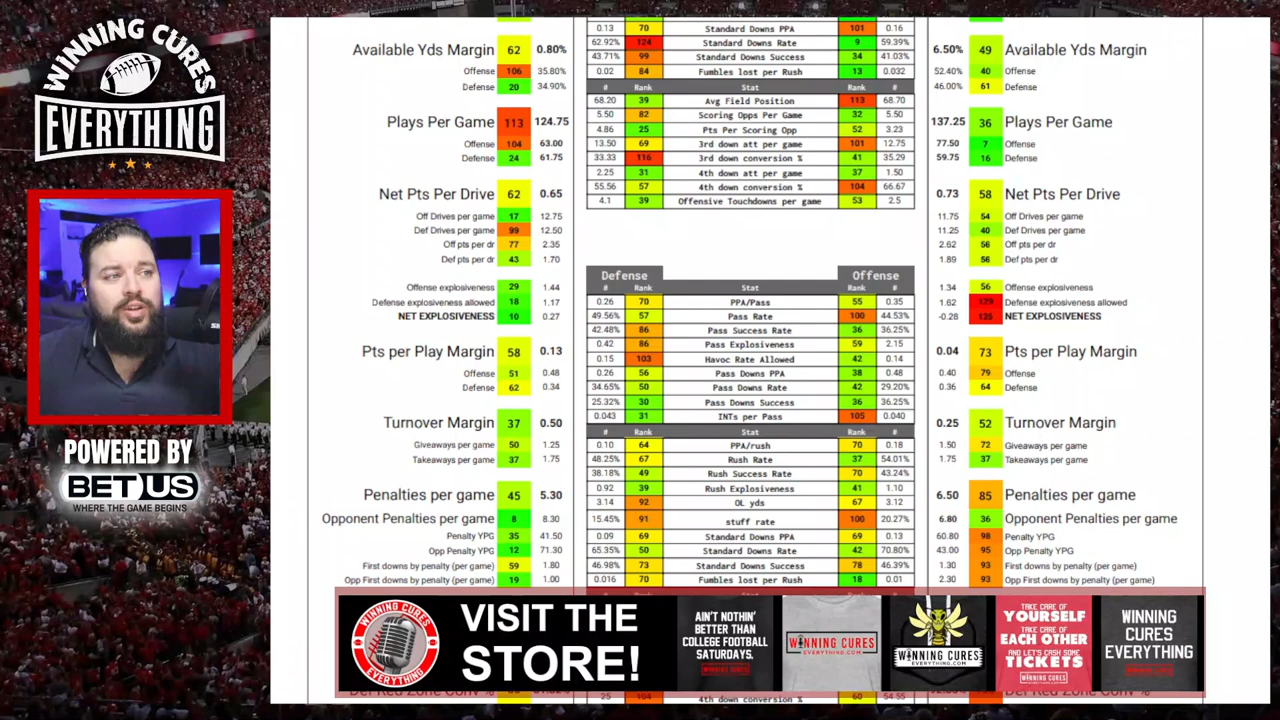 WINNING CURES
EVERYTHING
POWERED BY
BETUS
WHERE THE GAME BEGINS
Available Yds Margin 62 0.80%
Offense 106 35.80%
Defense 20 34.90%
Plays Per Game 113 124.75
Offense 104 63.00
Defense 24 61.75
Net Pts Per Drive 62 0.65
Off Drives per game 17 12.75
Def Drives per game 99 12.50
Off pts per dr 77 2.35
Def pts per dr 43 1.70
Offense explosiveness 29 1.44
Defense explosiveness allowed 18 1.17
NET EXPLOSIVENESS 10 0.27
Pts per Play Margin 58 0.13
Offense 51 0.48
Defense 62 0.34
Turnover Margin 37 0.50
Giveaways per game 50 1.25
Takeaways per game 37 1.75
Penalties per game 45 5.30
Opponent Penalties per game 8 8.30
Penalty YPG 35 41.50
Opp Penalty YPG 12 71.30
First downs by penalty (per game) 59 1.80
Opp First downs by penalty (per game) 19 1.00
0.13 70 Standard Downs PPA 101 0.16
62.92% 124 Standard Downs Rate 9 59.39%
43.71% 99 Standard Downs Success 34 41.03%
0.02 84 Fumbles lost per Rush 13 0.032
# Rank Stat Rank #
68.20 39 Avg Field Position 113 68.70
5.50 82 Scoring Opps Per Game 32 5.50
4.86 25 Pts Per Scoring Opp 52 3.23
13.50 69 3rd down att per game 101 12.75
33.33 116 3rd down conversion % 41 35.29
2.25 31 4th down att per game 37 1.50
55.56 57 4th down conversion % 104 66.67
4.1 39 Offensive Touchdowns per game 53 2.5
Defense Offense
# Rank Stat Rank #
0.26 70 PPA/Pass 55 0.35
49.56% 57 Pass Rate 100 44.53%
42.48% 86 Pass Success Rate 36 36.25%
0.42 86 Pass Explosiveness 59 2.15
0.15 103 Havoc Rate Allowed 42 0.14
0.26 56 Pass Downs PPA 38 0.48
34.65% 50 Pass Downs Rate 42 29.20%
25.32% 30 Pass Downs Success 36 36.25%
0.043 31 INTs per Pass 105 0.040
# Rank Stat Rank #
0.10 64 PPA/rush 70 0.18
48.25% 67 Rush Rate 37 54.01%
38.18% 49 Rush Success Rate 70 43.24%
0.92 39 Rush Explosiveness 41 1.10
3.14 92 OL yds 67 3.12
15.45% 91 stuff rate 100 20.27%
0.09 69 Standard Downs PPA 69 0.13
65.35% 50 Standard Downs Rate 42 70.80%
46.98% 73 Standard Downs Success 78 46.39%
0.016 70 Fumbles lost per Rush 18 0.01
6.50% 49 Available Yds Margin
52.40% 40 Offense
46.00% 61 Defense
137.25 36 Plays Per Game
77.50 7 Offense
59.75 16 Defense
0.73 58 Net Pts Per Drive
11.75 54 Off Drives per game
11.25 40 Def Drives per game
2.62 56 Off pts per dr
1.89 56 Def pts per dr
1.34 56 Offense explosiveness
1.62 129 Defense explosiveness allowed
-0.28 125 NET EXPLOSIVENESS
0.04 73 Pts per Play Margin
0.40 79 Offense
0.36 64 Defense
0.25 52 Turnover Margin
1.50 72 Giveaways per game
1.75 37 Takeaways per game
6.50 85 Penalties per game
6.80 36 Opponent Penalties per game
60.80 98 Penalty YPG
43.00 95 Opp Penalty YPG
1.30 93 First downs by penalty (per game)
2.30 93 Opp First downs by penalty (per game)
WINNING CURES
EVERYTHING
VISIT THE
STORE!
AIN'T NOTHIN'
BETTER THAN
COLLEGE FOOTBALL
SATURDAYS.
WINNING CURES
EVERYTHING.COM
WINNING CURES
EVERYTHING.COM
TAKE CARE OF
YOURSELF
TAKE CARE OF
EACH OTHER
AND LET'S CASH SOME
TICKETS
WINNING CURES
WINNING
CURES
EVERYTHING
25 104 4th down conversion % 60 54.55